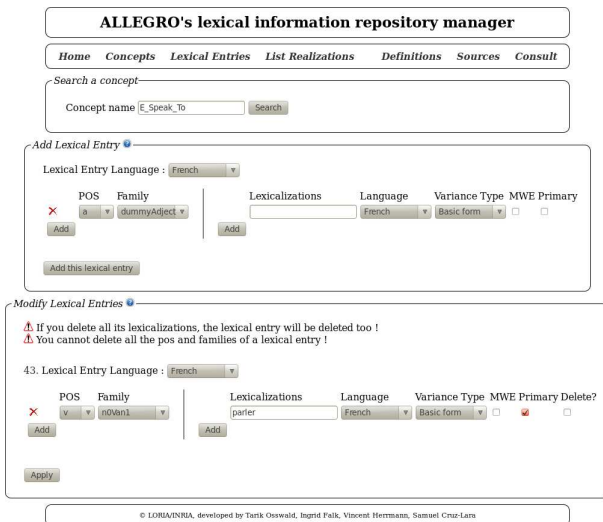 ALLEGRO's lexical information repository manager
Home Concepts Lexical Entries List Realizations Definitions Sources Consult
Search a concept
Concept name E_Speak_To Search
Add Lexical Entry
Lexical Entry Language : French
POS Family Lexicalizations Language Variance Type MWE Primary
a dummyAdject French Basic form
Add Add
Add this lexical entry
Modify Lexical Entries
If you delete all its lexicalizations, the lexical entry will be deleted too !
You cannot delete all the pos and families of a lexical entry !
43. Lexical Entry Language : French
POS Family Lexicalizations Language Variance Type MWE Primary Delete?
v n0Van1 parler French Basic form
Add Add
Apply
© LORIA/INRIA, developed by Tarik Osswald, Ingrid Falk, Vincent Herrmann, Samuel Cruz-Lara